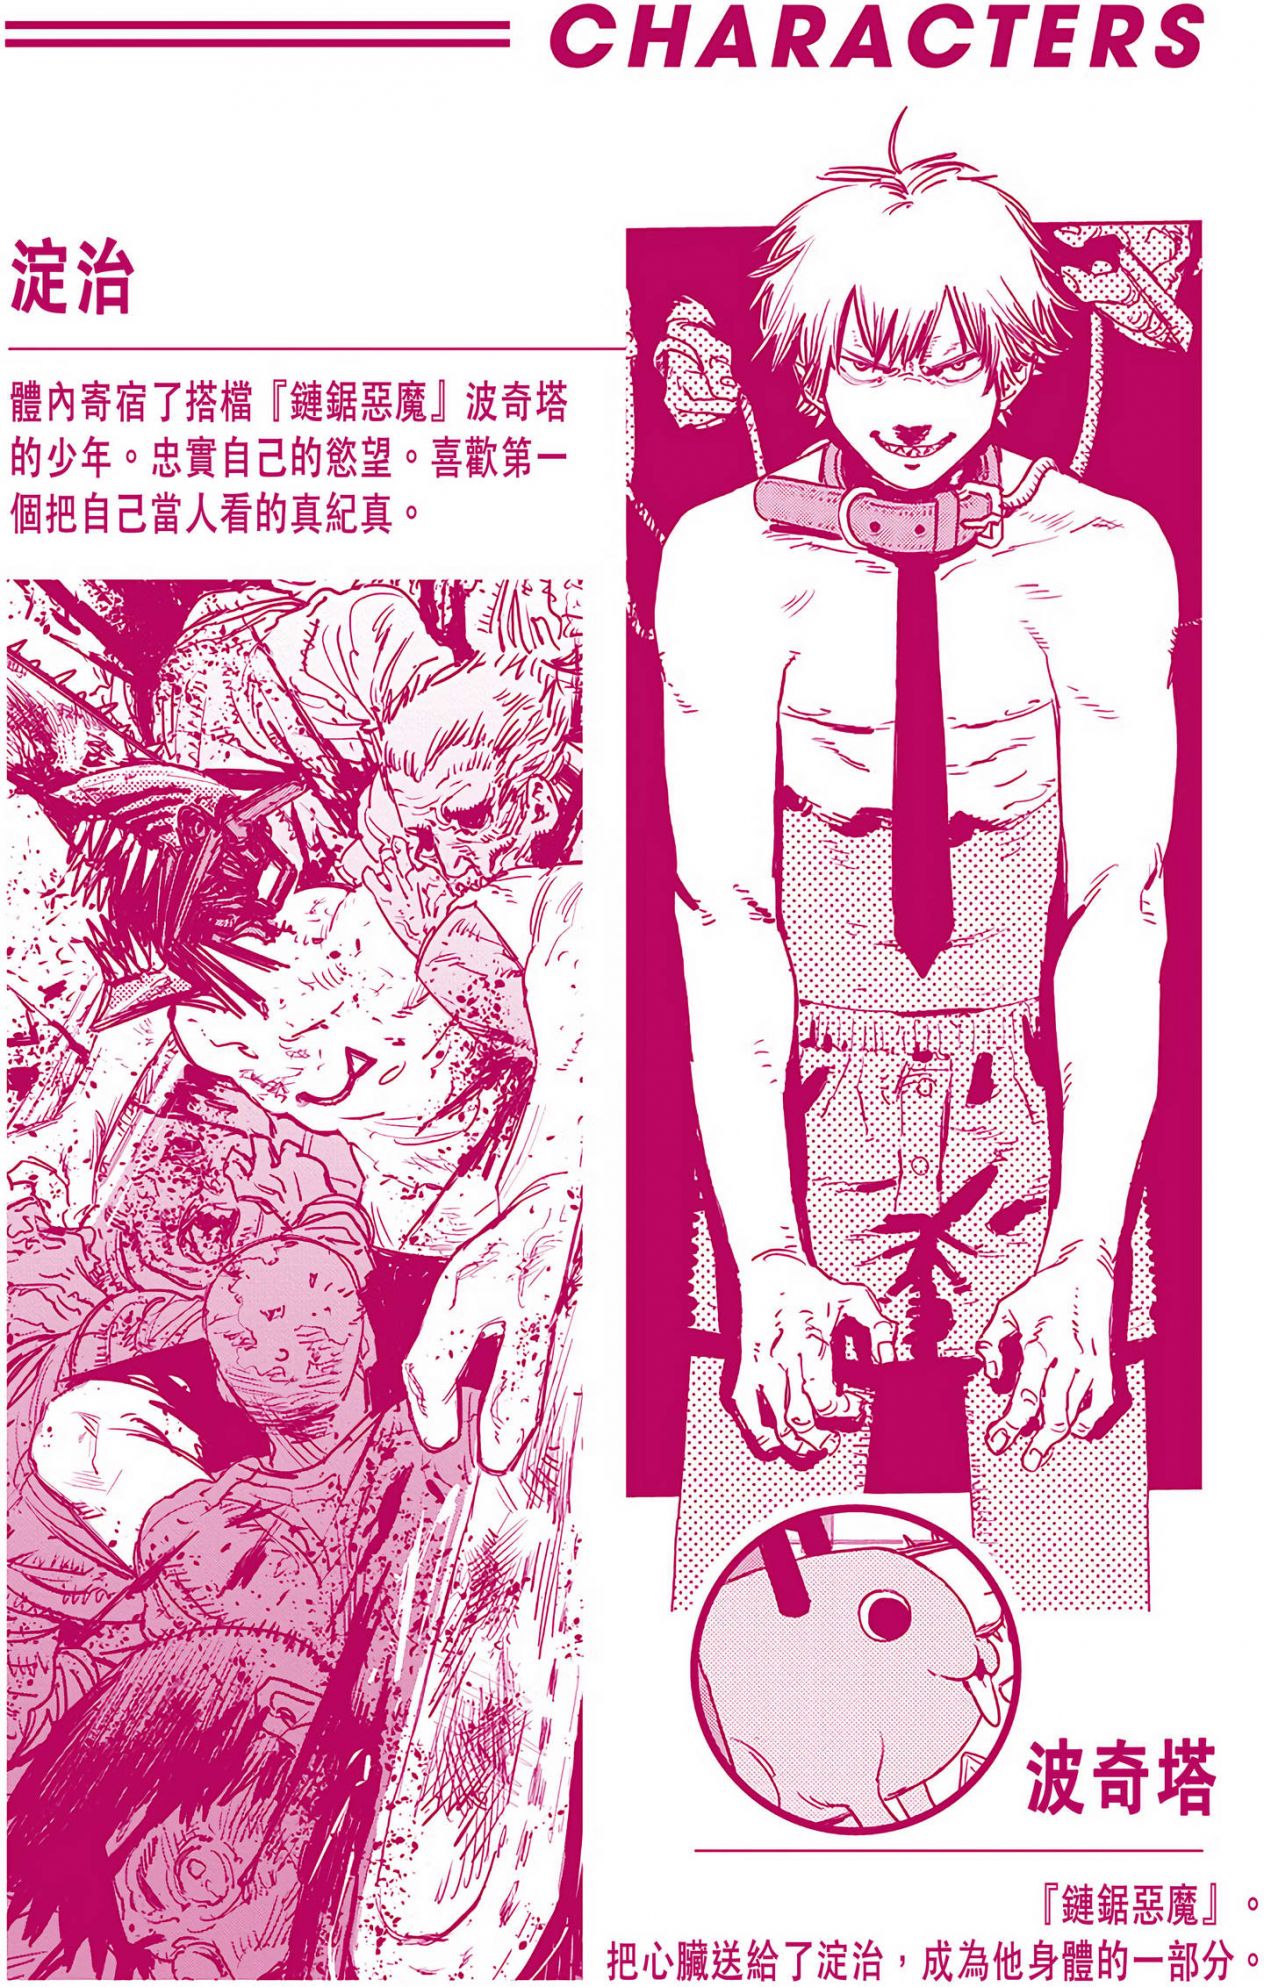 CHARACTERS
淀治
體內寄宿了搭檔『鏈鋸惡魔』波奇塔
的少年。忠實自己的慾望。喜歡第一
個把自己當人看的真紀真。
波奇塔
『鏈鋸惡魔』。
把心臟送給了淀治，成為他身體的一部分。